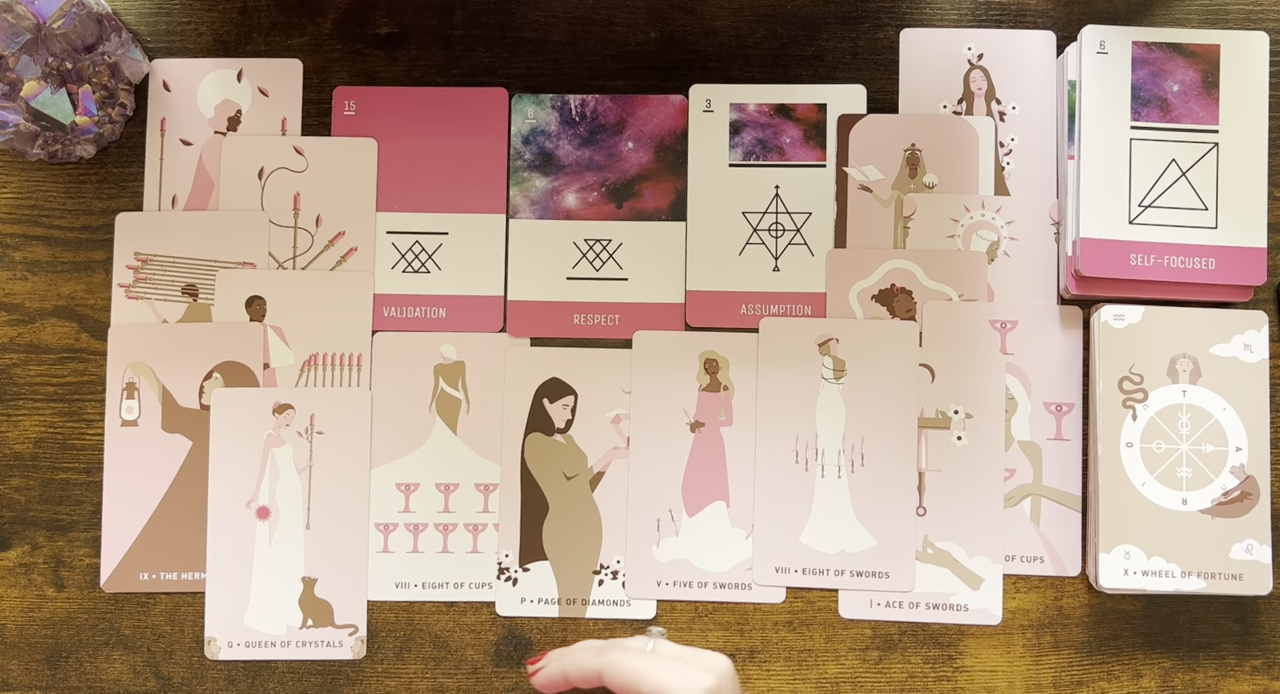 15
VALIDATION
8
RESPECT
3
ASSUMPTION
6
SELF-FOCUSED
IX • THE HERM
Q • QUEEN OF CRYSTALS
VIII • EIGHT OF CUPS
P • PAGE OF DIAMONDS
V • FIVE OF SWORDS
VIII • EIGHT OF SWORDS
I • ACE OF SWORDS
OF CUPS
T
A
R
O
X • WHEEL OF FORTUNE